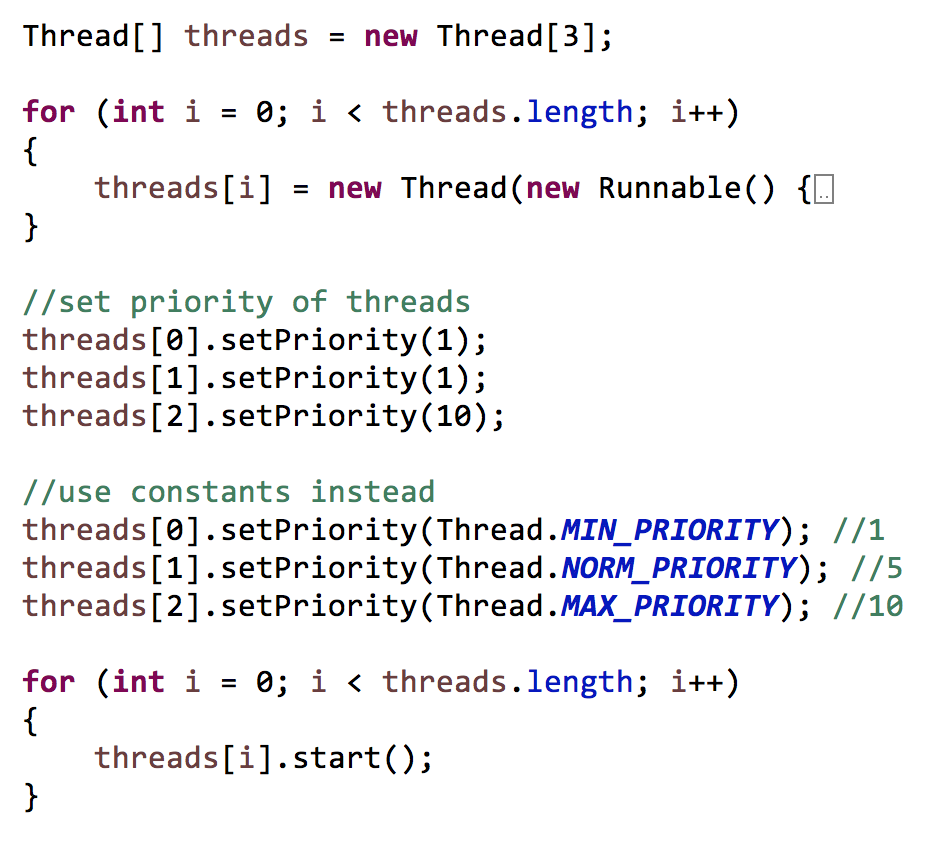 Thread[] threads = new Thread[3];
for (int i = 0; i < threads.length; i++)
{
threads[i] = new Thread(new Runnable() {..
}
//set priority of threads
threads[0].setPriority(1);
threads[1].setPriority(1);
threads[2].setPriority(10);
//use constants instead
threads[0].setPriority(Thread.MIN_PRIORITY); //1
threads[1].setPriority(Thread.NORM_PRIORITY); //5
threads[2].setPriority(Thread.MAX_PRIORITY); //10
for (int i = 0; i < threads.length; i++)
{
threads[i].start();
}